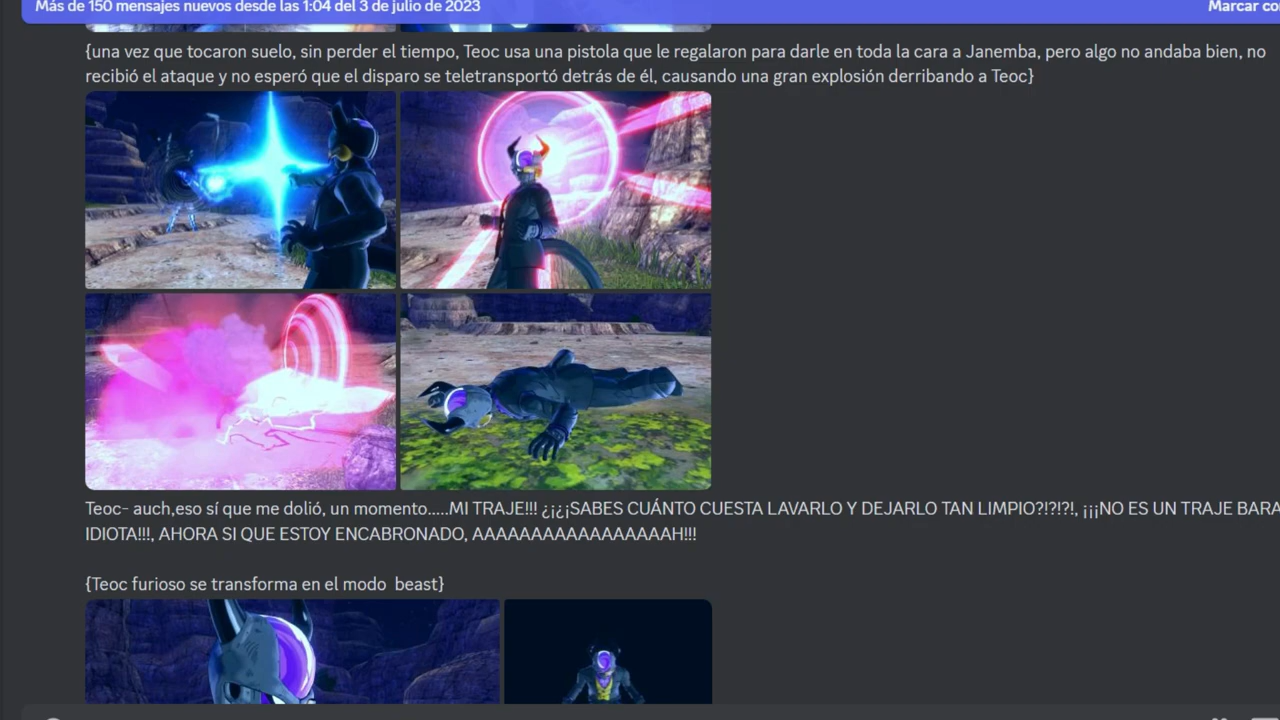 Más de 150 mensajes nuevos desde las 1:04 del 3 de julio de 2023
Marcar co
{una vez que tocaron suelo, sin perder el tiempo, Teoc usa una pistola que le regalaron para darle en toda la cara a Janemba, pero algo no andaba bien, no
recibió el ataque y no esperó que el disparo se teletransportó detrás de él, causando una gran explosión derribando a Teoc}
Teoc- auch,eso sí que me dolió, un momento.....MI TRAJE!!! ¿¡¿¡SABES CUÁNTO CUESTA LAVARLO Y DEJARLO TAN LIMPIO?!?!?!, ¡¡¡NO ES UN TRAJE BARA
IDIOTA!!!, AHORA SI QUE ESTOY ENCABRONADO, AAAAAAAAAAAAAAAAAH!!!
{Teoc furioso se transforma en el modo  beast}